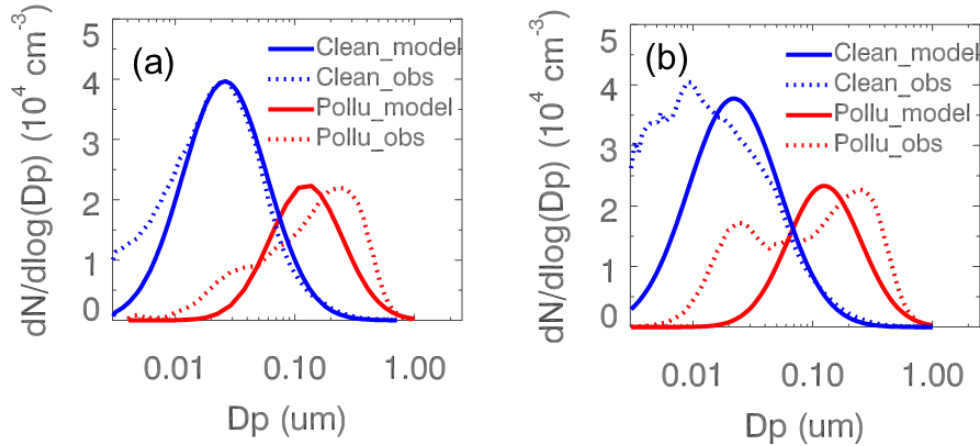 (a)
Clean_model
Clean_obs
Pollu_model
Pollu_obs
dN/dlog(Dp) (10⁴ cm⁻³)
5
4
3
2
1
0
0.01 0.10 1.00
Dp (um)
(b)
Clean_model
Clean_obs
Pollu_model
Pollu_obs
dN/dlog(Dp) (10⁴ cm⁻³)
5
4
3
2
1
0
0.01 0.10 1.00
Dp (um)